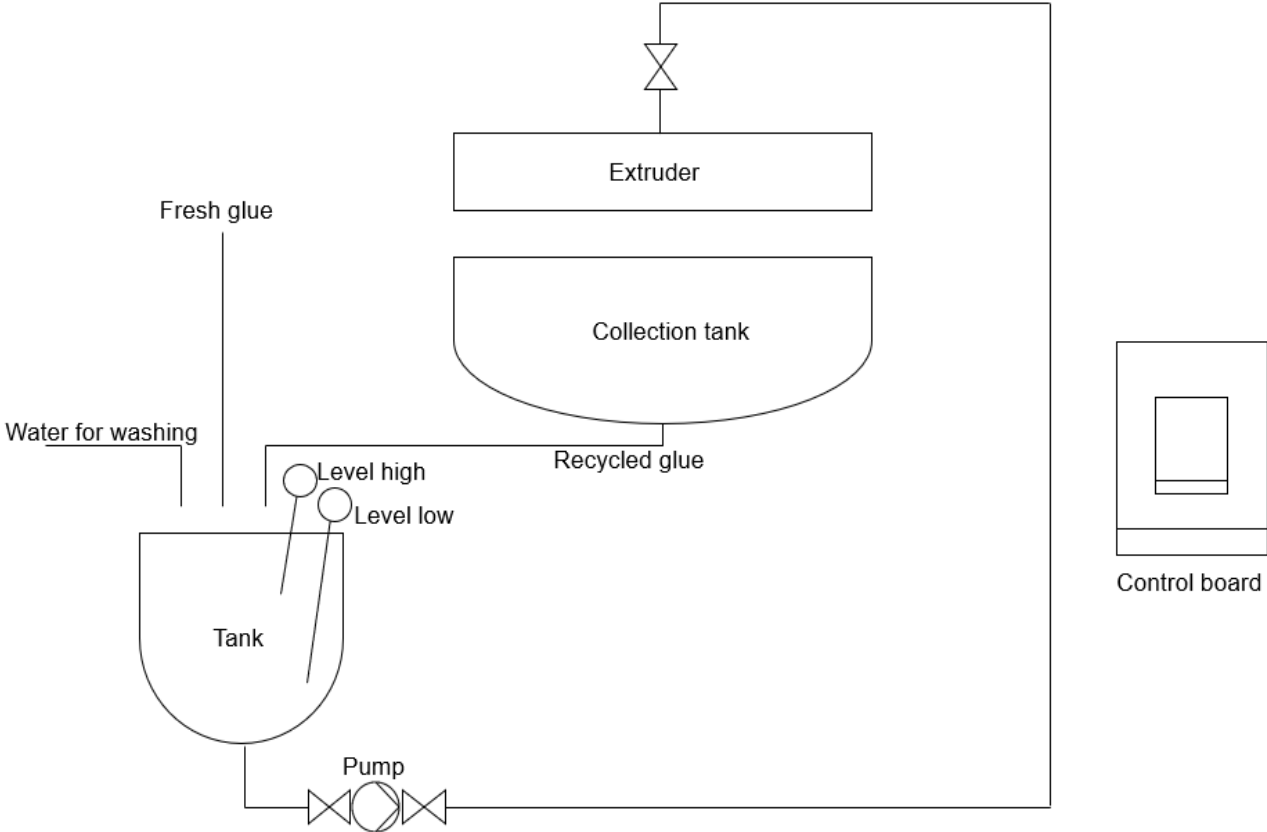 Extruder
Fresh glue
Collection tank
Water for washing
Recycled glue
Level high
Level low
Control board
Tank
Pump